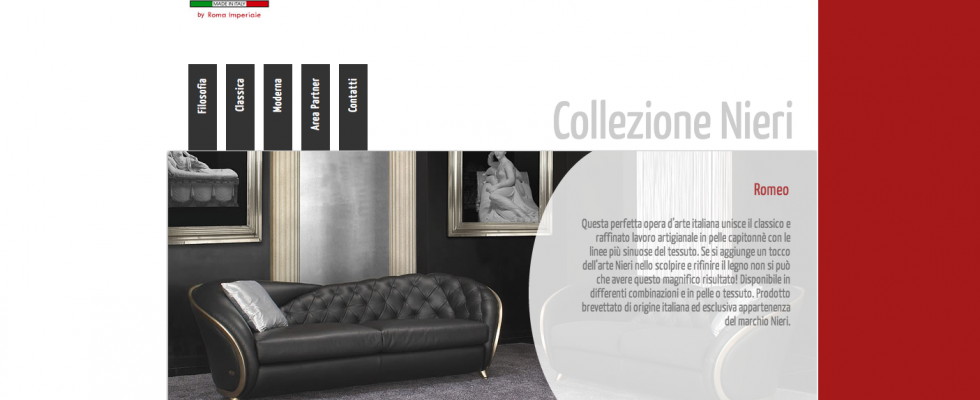 MADE IN ITALY
by Roma Imperiale
Filosofia
Classica
Moderna
Area Partner
Contatti
Collezione Nieri
Romeo
Questa perfetta opera d'arte italiana unisce il classico e
raffinato lavoro artigianale in pelle capitonnè con le
linee più sinuose del tessuto. Se si aggiunge un tocco
dell'arte Nieri nello scolpire e rifinire il legno non si può
che avere questo magnifico risultato! Disponibile in
differenti combinazioni e in pelle o tessuto. Prodotto
brevettato di origine italiana ed esclusiva appartenenza
del marchio Nieri.